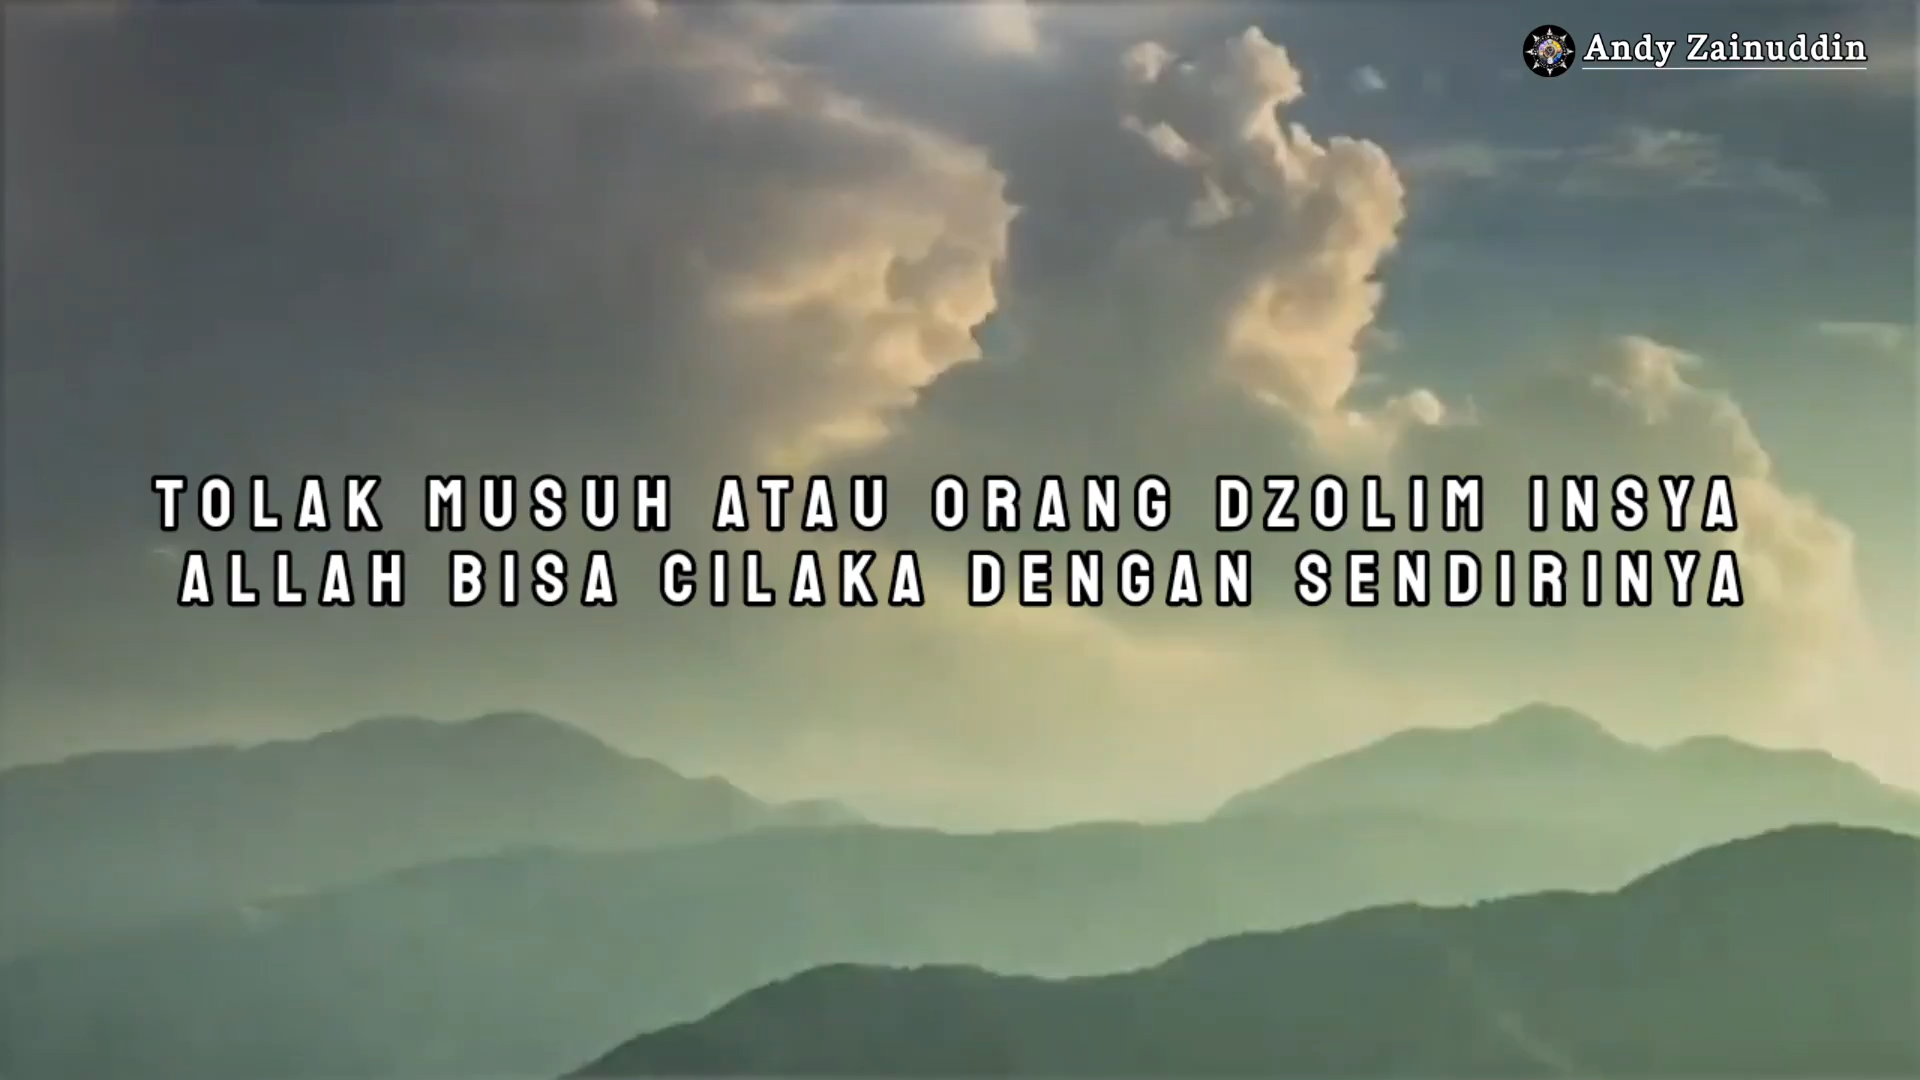 Andy Zainuddin
TOLAK MUSUH ATAU ORANG DZOLIM INSYA
ALLAH BISA CILAKA DENGAN SENDIRINYA